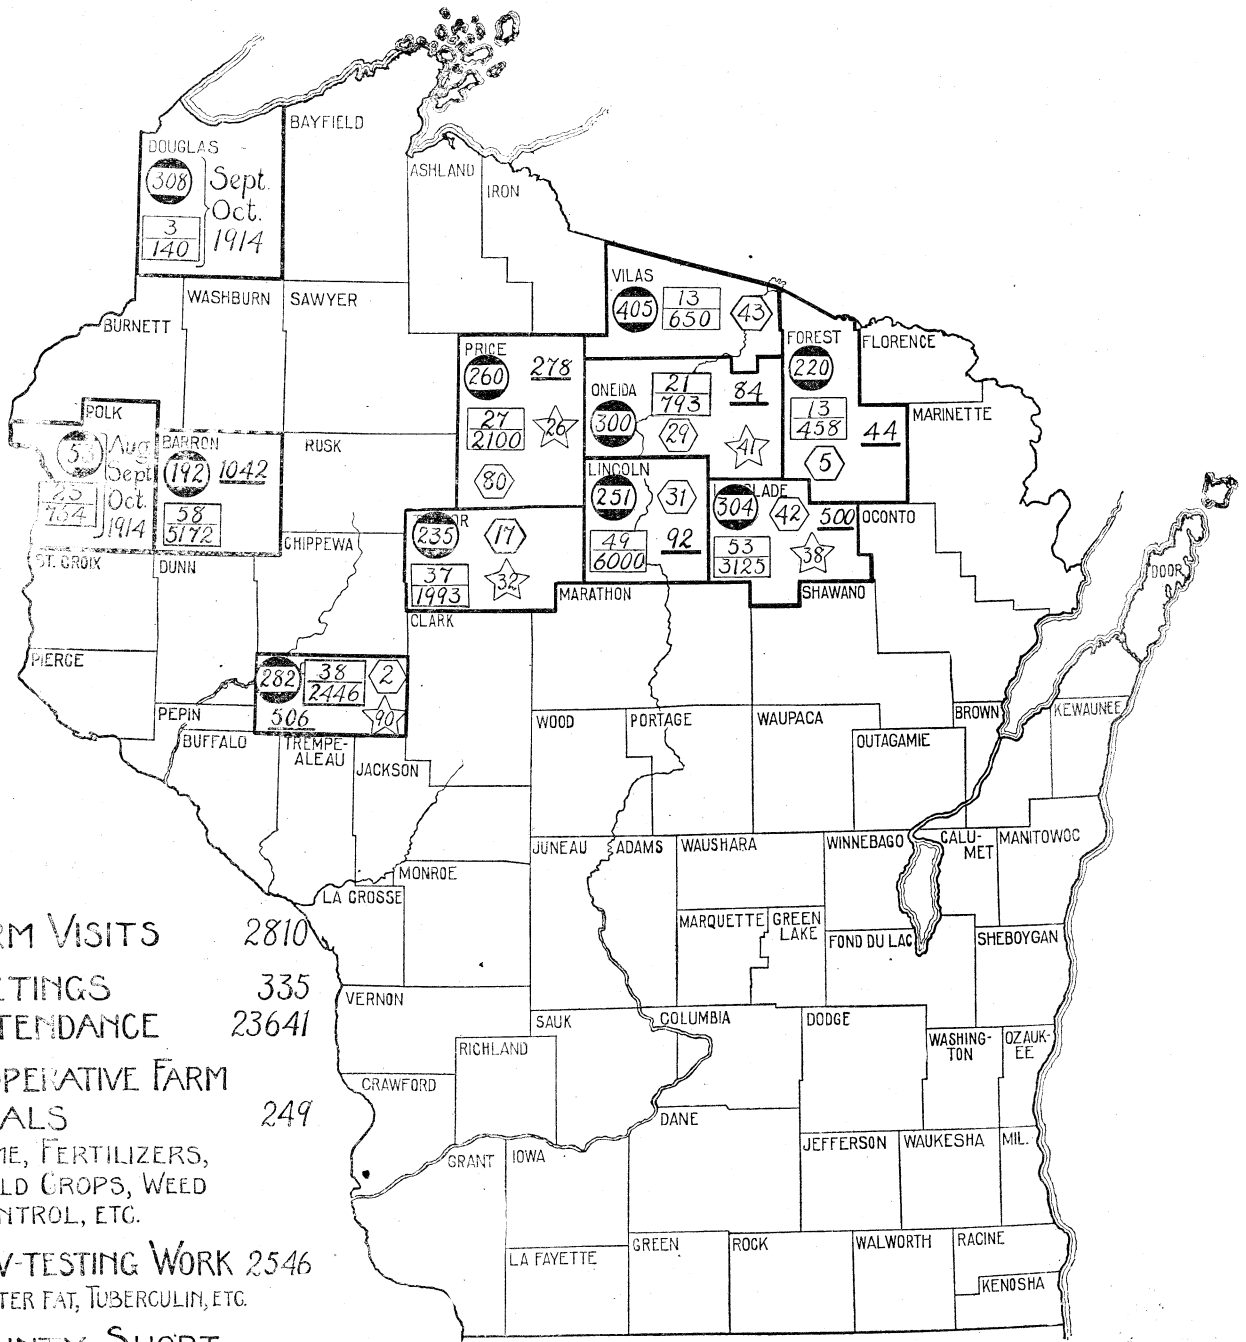 BAYFIELD
DOUGLAS
308
Sept.
Oct.
1914
3
140
ASHLAND
IRON
WASHBURN
SAWYER
BURNETT
VILAS
405
13
650
43
PRICE
260
278
27
2100
26
80
ONEIDA
300
21
793
84
29
41
FOREST
220
13
458
44
5
FLORENCE
MARINETTE
POLK
Aug
Sept
Oct.
1914
BARRON
192
1042
58
5172
RUSK
LINCOLN
251
31
49
6000
92
LADE
304
42
500
53
3125
38
OCONTO
OR
235
17
37
1993
32
CHIPPEWA
ST. CROIX
DUNN
MARATHON
SHAWANO
DOOR
CLARK
PIERCE
282
38
2446
2
506
90
PEPIN
BUFFALO
TREMPE-
ALEAU
JACKSON
WOOD
PORTAGE
WAUPACA
BROWN
KEWAUNEE
OUTAGAMIE
JUNEAU
ADAMS
WAUSHARA
WINNEBAGO
CALU-
MET
MANITOWOC
MONROE
LA CROSSE
MARQUETTE
GREEN
LAKE
FOND DU LAC
SHEBOYGAN
VERNON
SAUK
COLUMBIA
DODGE
WASHING-
TON
OZAUK-
EE
RICHLAND
CRAWFORD
DANE
JEFFERSON
WAUKESHA
MIL.
GRANT
IOWA
LA FAYETTE
GREEN
ROCK
WALWORTH
RACINE
KENOSHA
RM VISITS 2810
ETINGS 335
TENDANCE 23641
OPERATIVE FARM
ALS 249
ME, FERTILIZERS,
LD CROPS, WEED
NTROL, ETC.
V-TESTING WORK 2546
TER FAT, TUBERCULIN, ETC.
UNTY SHORT